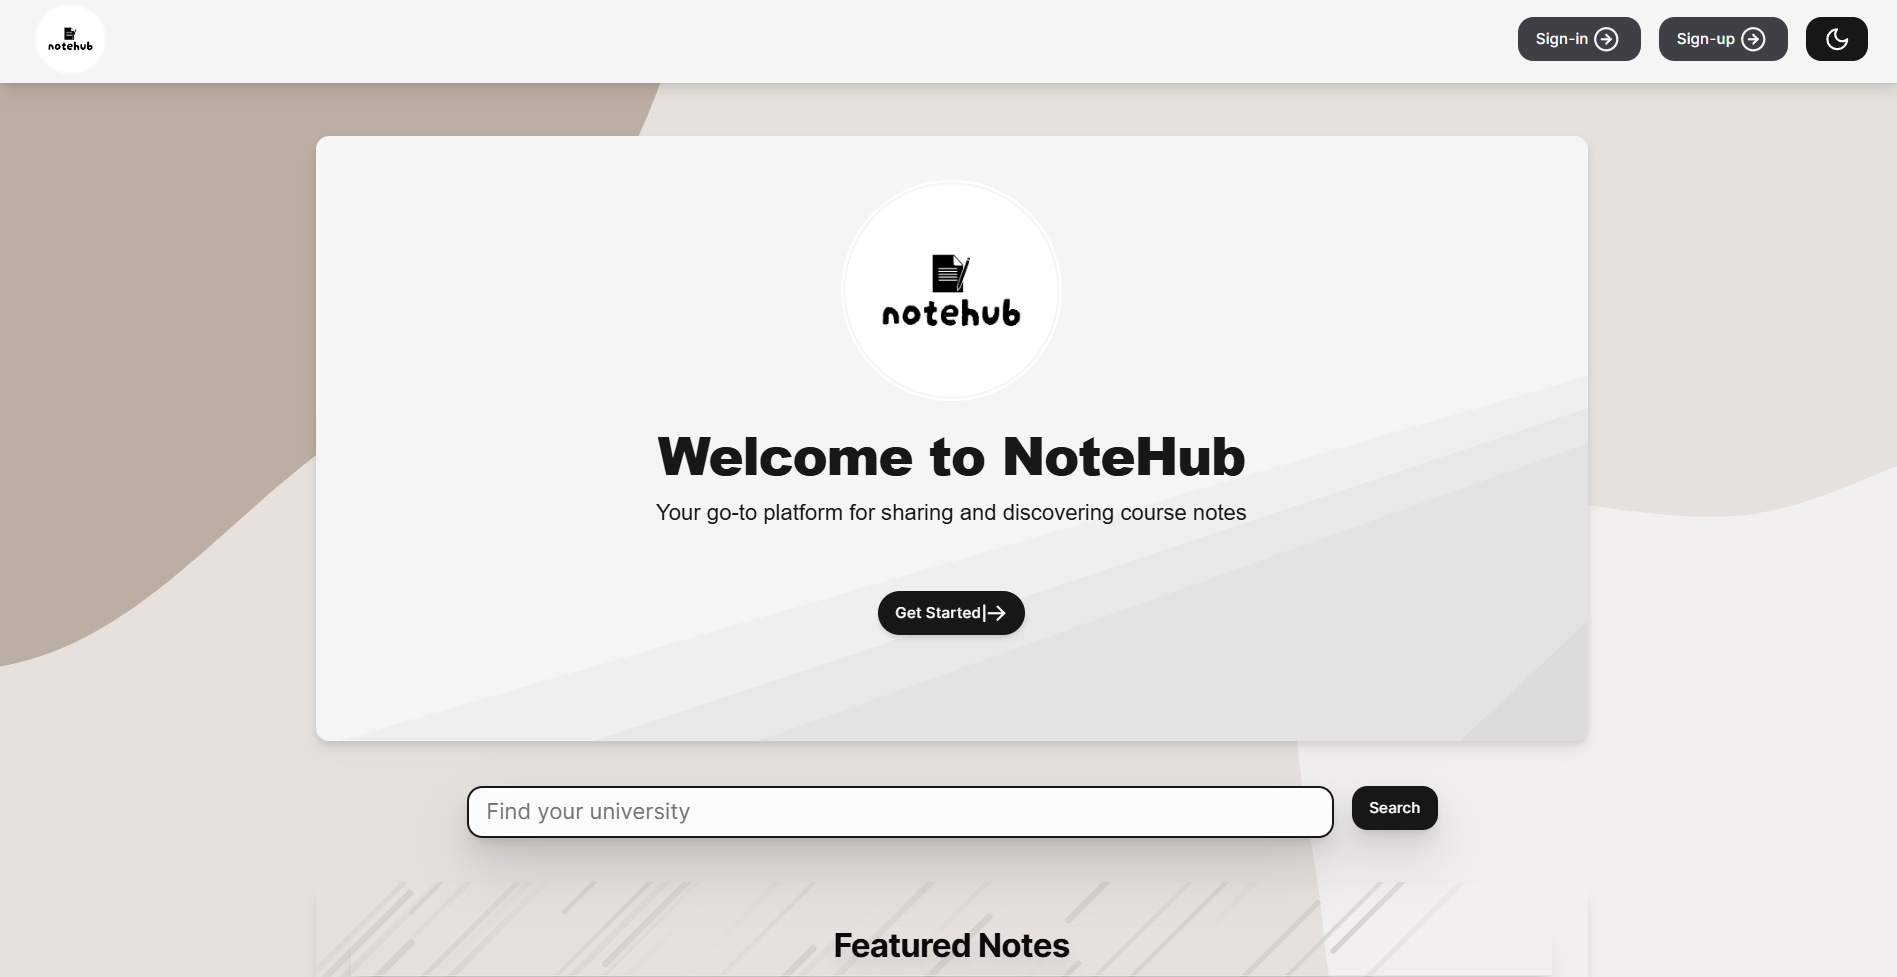 notehub
Sign-in
Sign-up
notehub
Welcome to NoteHub
Your go-to platform for sharing and discovering course notes
Get Started
Find your university
Search
Featured Notes